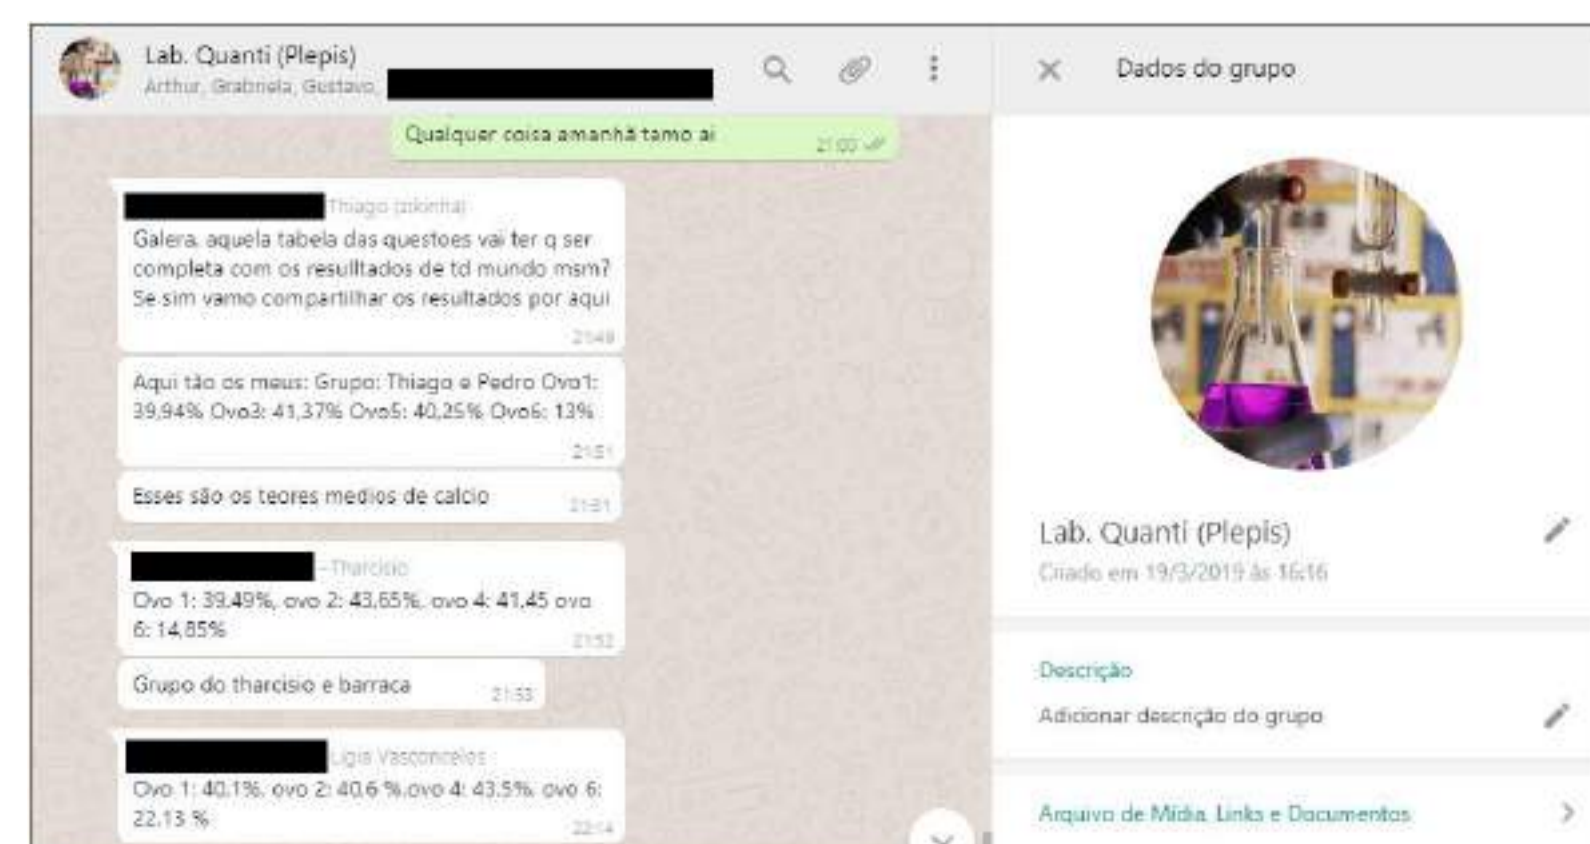 Lab. Quanti (Plepis)
Arthur, Grabriela, Gustavo,
Qualquer coisa amanhã tamo ai
21:00
Thiago (zikinha)
Galera, aquela tabela das questoes vai ter q ser
completa com os resulltados de td mundo msm?
Se sim vamo compartilhar os resultados por aqui
21:49
Aqui tão os meus: Grupo: Thiago e Pedro Ovo1:
39,94% Ovo3: 41,37% Ovo5: 40,25% Ovo6: 13%
21:51
Esses são os teores medios de calcio
21:51
~Tharcisio
Ovo 1: 39,49%, ovo 2: 43,65%, ovo 4: 41,45 ovo
6: 14,85%
21:52
Grupo do tharcisio e barraca
21:53
Ligia Vasconcelos
Ovo 1: 40,1%, ovo 2: 40,6 %,ovo 4: 43,5%, ovo 6:
22,13 %
22:14
Dados do grupo
Lab. Quanti (Plepis)
Criado em 19/3/2019 às 16:16
Descrição
Adicionar descrição do grupo
Arquivo de Mídia, Links e Documentos